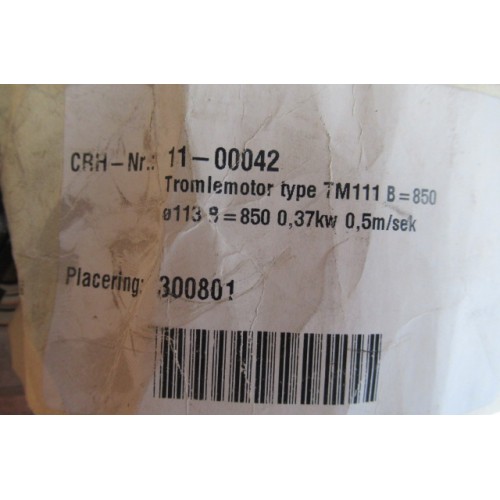 CRH-Nr.: 11-00042
Tromlemotor type TM111 B=850
ø113 B=850 0,37kw 0,5m/sek
Placering: 300801